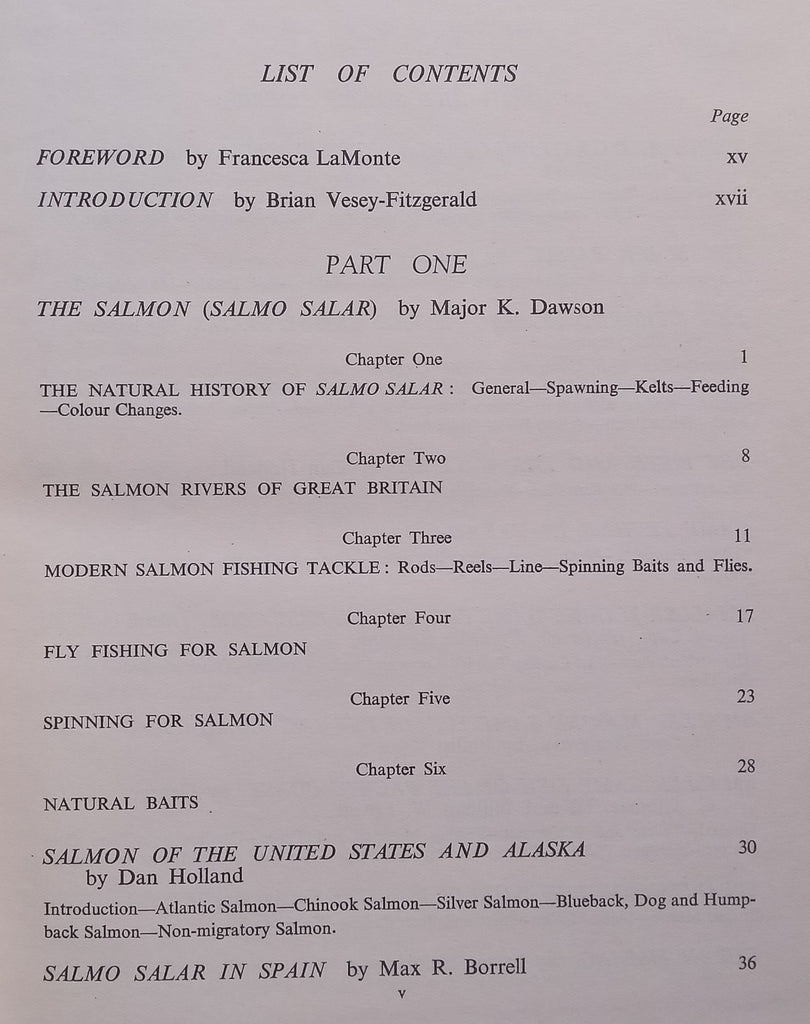 LIST OF CONTENTS
Page
FOREWORD by Francesca LaMonte xv
INTRODUCTION by Brian Vesey-Fitzgerald xvii
PART ONE
THE SALMON (SALMO SALAR) by Major K. Dawson
Chapter One 1
THE NATURAL HISTORY OF SALMO SALAR: General—Spawning—Kelts—Feeding
—Colour Changes.
Chapter Two 8
THE SALMON RIVERS OF GREAT BRITAIN
Chapter Three 11
MODERN SALMON FISHING TACKLE: Rods—Reels—Line—Spinning Baits and Flies.
Chapter Four 17
FLY FISHING FOR SALMON
Chapter Five 23
SPINNING FOR SALMON
Chapter Six 28
NATURAL BAITS
SALMON OF THE UNITED STATES AND ALASKA 30
by Dan Holland
Introduction—Atlantic Salmon—Chinook Salmon—Silver Salmon—Blueback, Dog and Hump-
back Salmon—Non-migratory Salmon.
SALMO SALAR IN SPAIN by Max R. Borrell 36
v